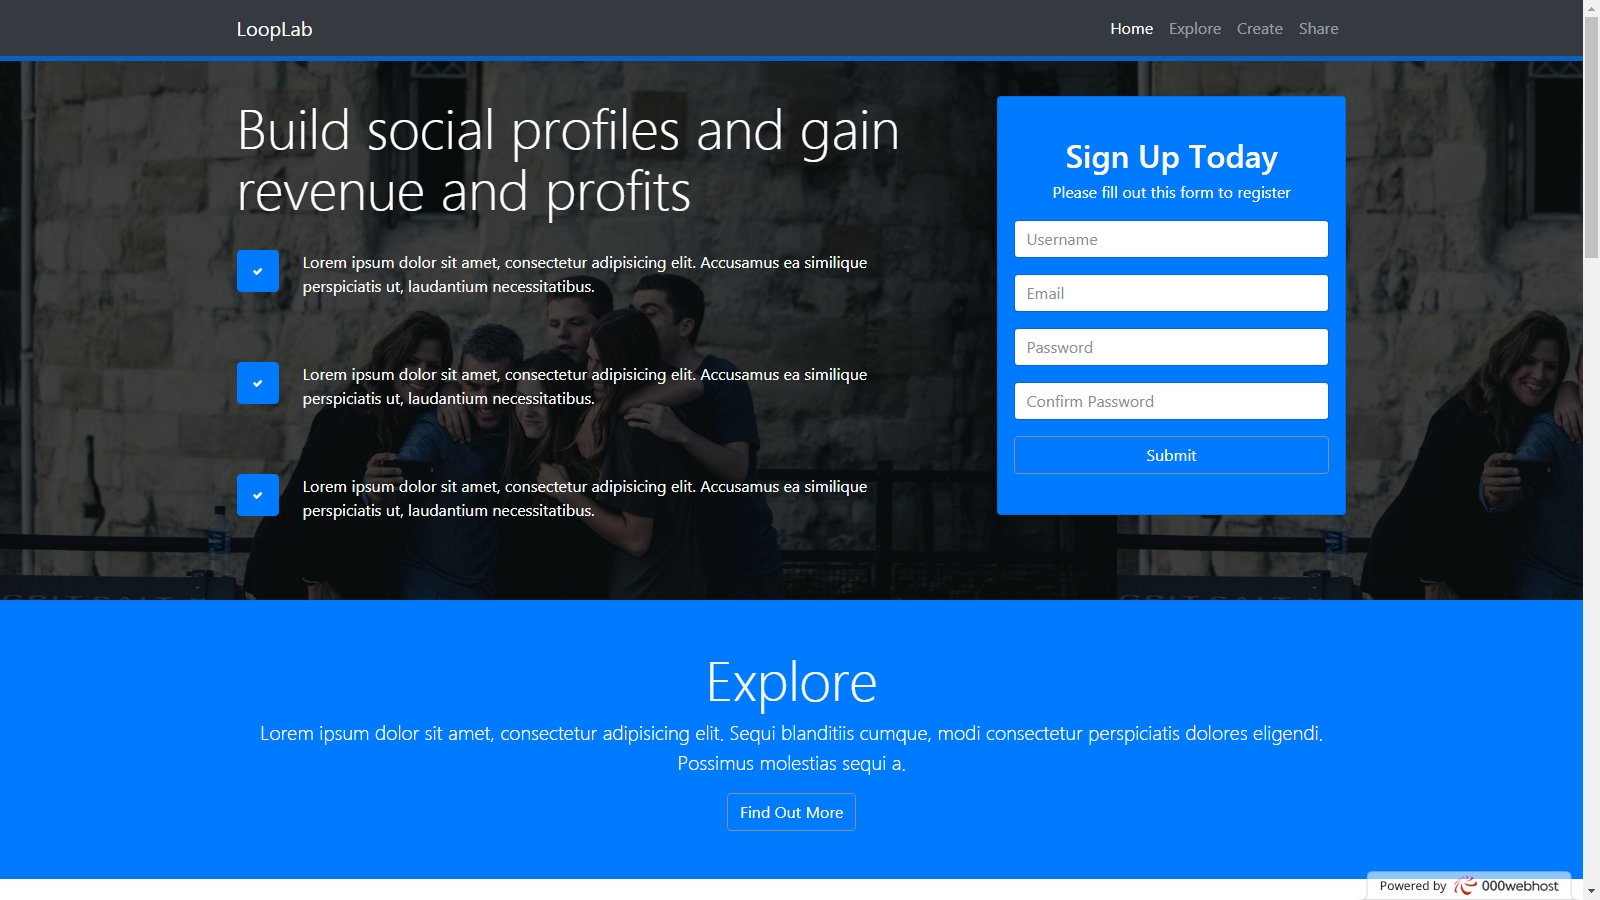 LoopLab
Home Explore Create Share
Build social profiles and gain
revenue and profits
Lorem ipsum dolor sit amet, consectetur adipisicing elit. Accusamus ea similique
perspiciatis ut, laudantium necessitatibus.
Lorem ipsum dolor sit amet, consectetur adipisicing elit. Accusamus ea similique
perspiciatis ut, laudantium necessitatibus.
Lorem ipsum dolor sit amet, consectetur adipisicing elit. Accusamus ea similique
perspiciatis ut, laudantium necessitatibus.
Sign Up Today
Please fill out this form to register
Username
Email
Password
Confirm Password
Submit
Explore
Lorem ipsum dolor sit amet, consectetur adipisicing elit. Sequi blanditiis cumque, modi consectetur perspiciatis dolores eligendi.
Possimus molestias sequi a.
Find Out More
Powered by 000webhost